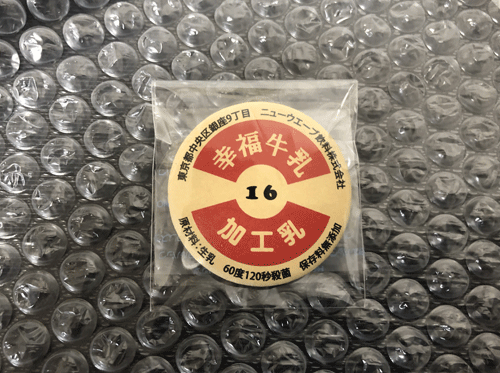 東京都中央区銀座9丁目 ニューウエーブ飲料株式会社
幸福牛乳
16
加工乳
原材料:生乳 60度120秒殺菌 保存料無添加